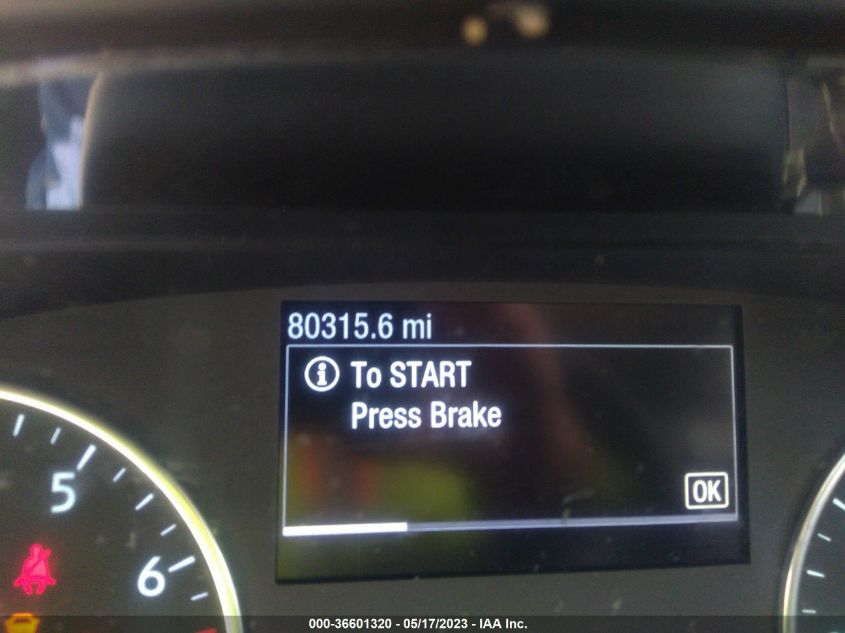 80315.6 mi
i To START
Press Brake
OK
5
6
000-36601320 - 05/17/2023 - IAA Inc.